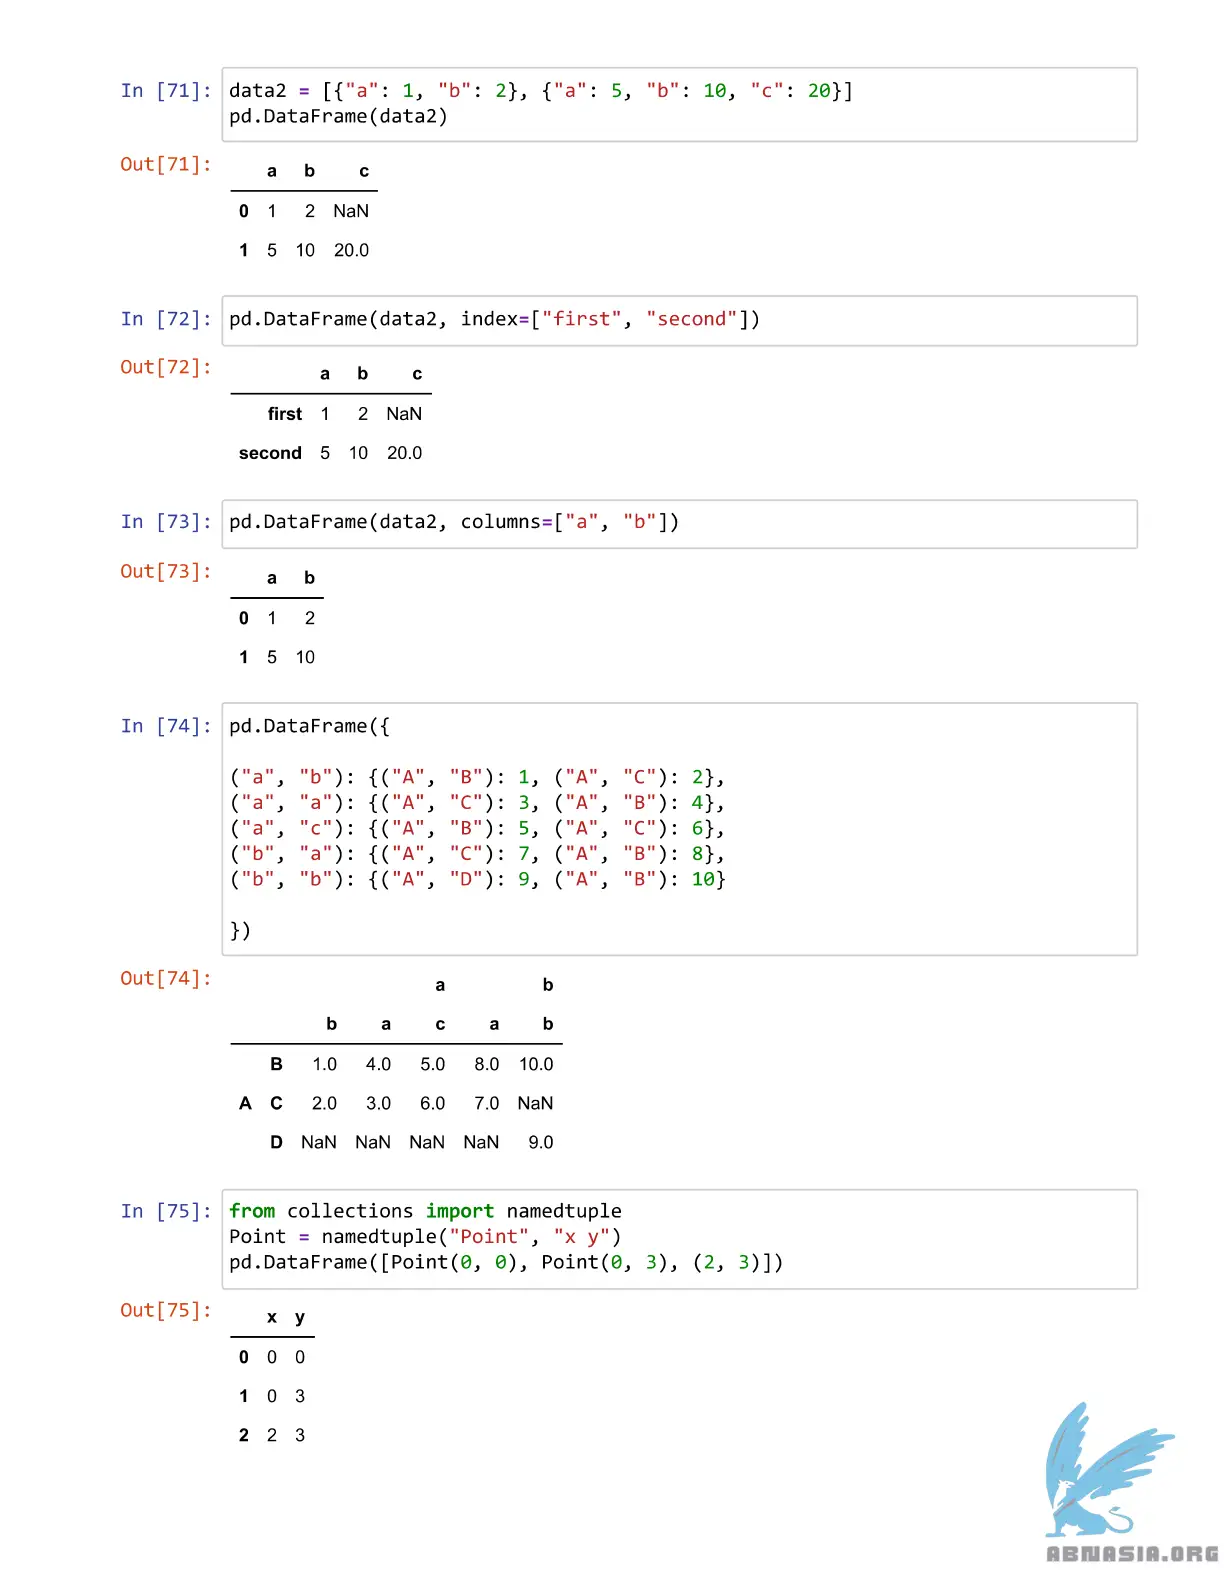 In [71]: data2 = [{"a": 1, "b": 2}, {"a": 5, "b": 10, "c": 20}]
pd.DataFrame(data2)
Out[71]:
a b c
0 1 2 NaN
1 5 10 20.0
In [72]: pd.DataFrame(data2, index=["first", "second"])
Out[72]:
a b c
first 1 2 NaN
second 5 10 20.0
In [73]: pd.DataFrame(data2, columns=["a", "b"])
Out[73]:
a b
0 1 2
1 5 10
In [74]: pd.DataFrame({
("a", "b"): {("A", "B"): 1, ("A", "C"): 2},
("a", "a"): {("A", "C"): 3, ("A", "B"): 4},
("a", "c"): {("A", "B"): 5, ("A", "C"): 6},
("b", "a"): {("A", "C"): 7, ("A", "B"): 8},
("b", "b"): {("A", "D"): 9, ("A", "B"): 10}
})
Out[74]:
a b
b a c a b
B 1.0 4.0 5.0 8.0 10.0
A C 2.0 3.0 6.0 7.0 NaN
D NaN NaN NaN NaN 9.0
In [75]: from collections import namedtuple
Point = namedtuple("Point", "x y")
pd.DataFrame([Point(0, 0), Point(0, 3), (2, 3)])
Out[75]:
x y
0 0 0
1 0 3
2 2 3
ABNASIA.ORG